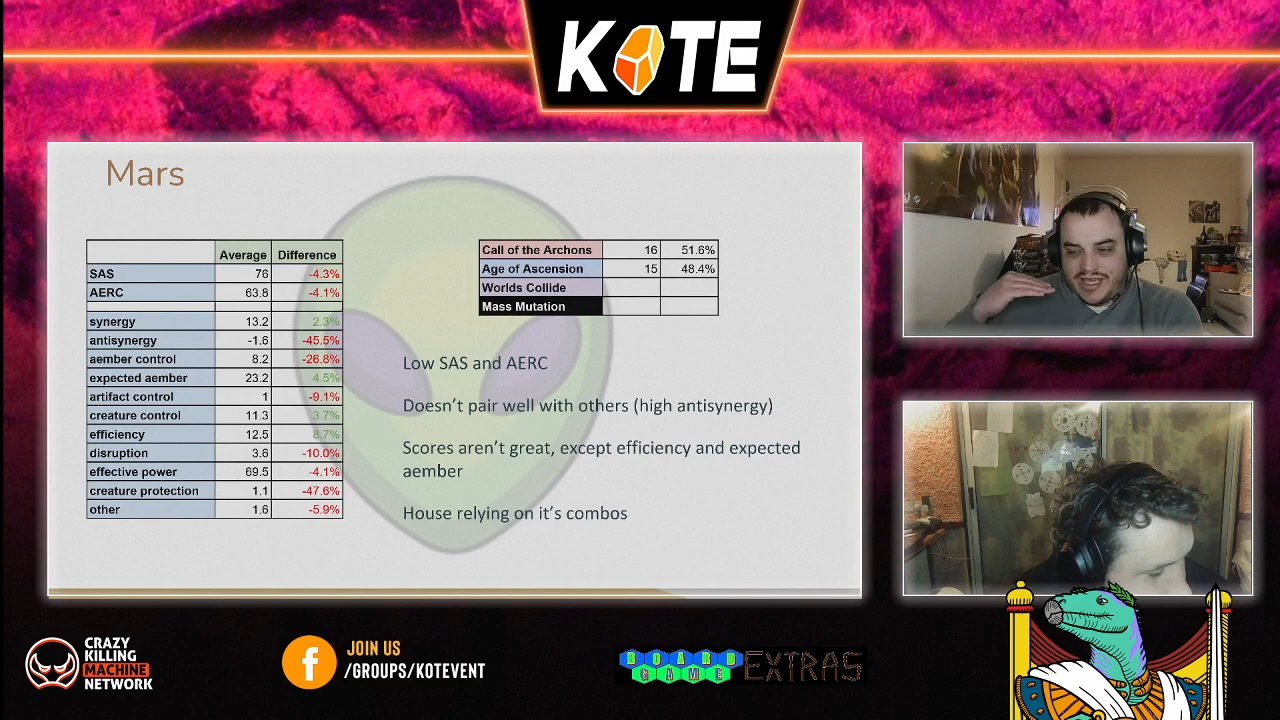 KOTE
Mars
Average Difference
SAS 76 -4.3%
AERC 63.8 -4.1%
synergy 13.2 2.3%
antisynergy -1.6 -45.5%
aember control 8.2 -26.8%
expected aember 23.2 4.5%
artifact control 1 -9.1%
creature control 11.3 3.7%
efficiency 12.5 8.7%
disruption 3.6 -10.0%
effective power 69.5 -4.1%
creature protection 1.1 -47.6%
other 1.6 -5.9%
Call of the Archons 16 51.6%
Age of Ascension 15 48.4%
Worlds Collide
Mass Mutation
Low SAS and AERC
Doesn't pair well with others (high antisynergy)
Scores aren't great, except efficiency and expected
aember
House relying on it's combos
CRAZY
KILLING
MACHINE
NETWORK
f
JOIN US
/GROUPS/KOTEVENT
BOARD
GAME
EXTRAS